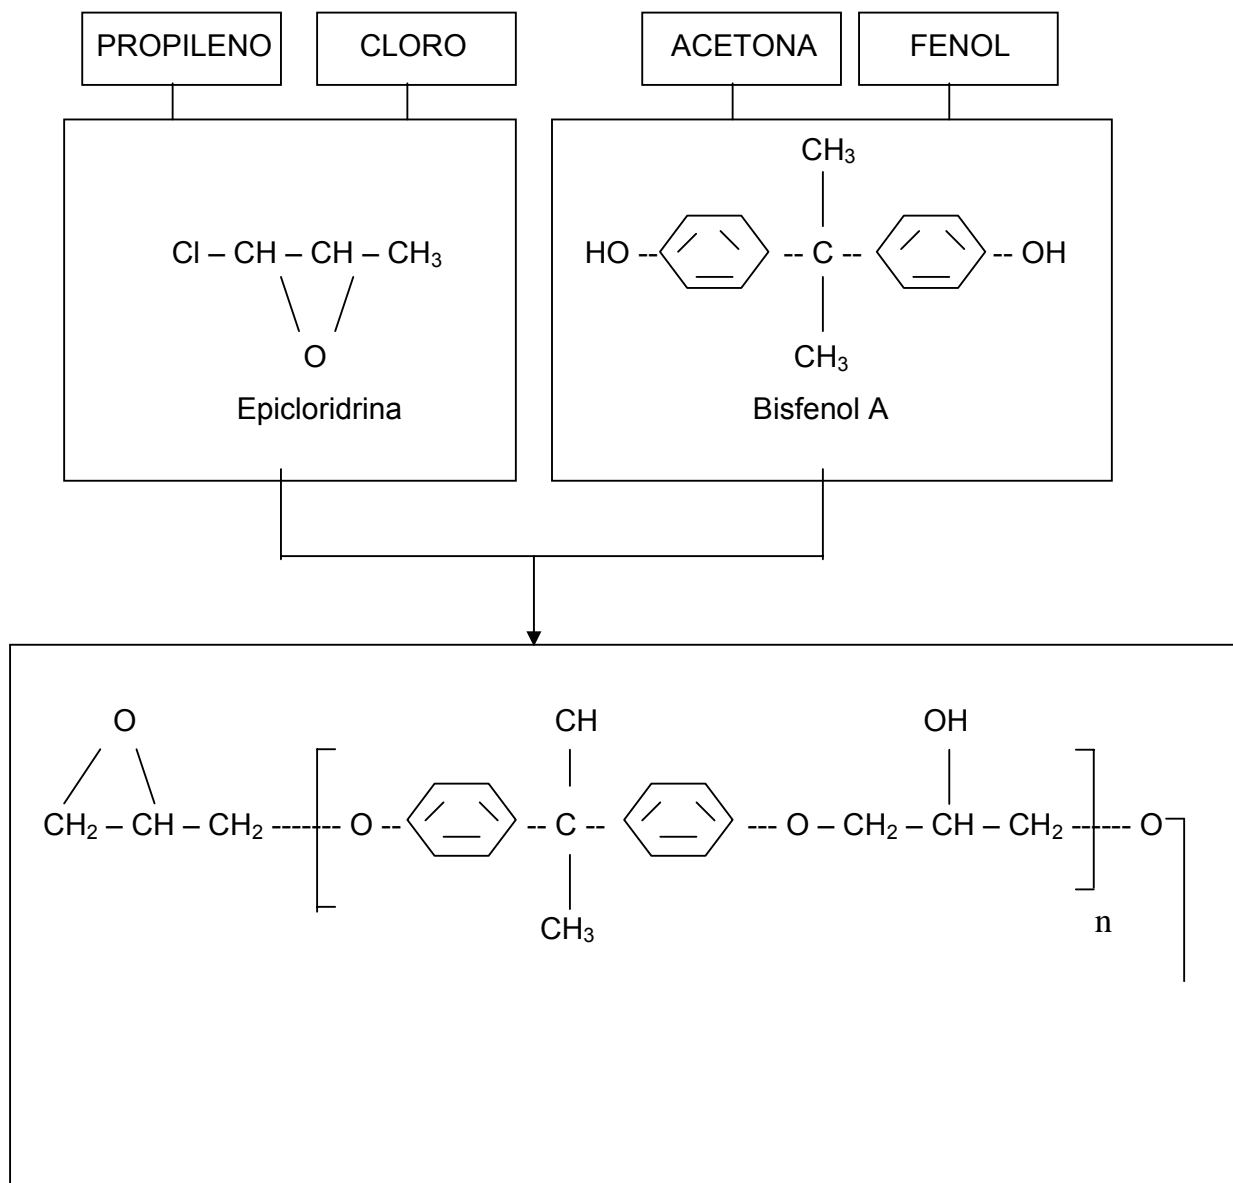 PROPILENO CLORO ACETONA FENOL
Cl – CH – CH – CH₃
O
Epicloridrina
CH₃
HO -- -- C -- -- OH
CH₃
Bisfenol A
O CH OH
CH₂ – CH – CH₂ ------- O -- -- C -- --- O – CH₂ – CH – CH₂ ------ O
CH₃
n